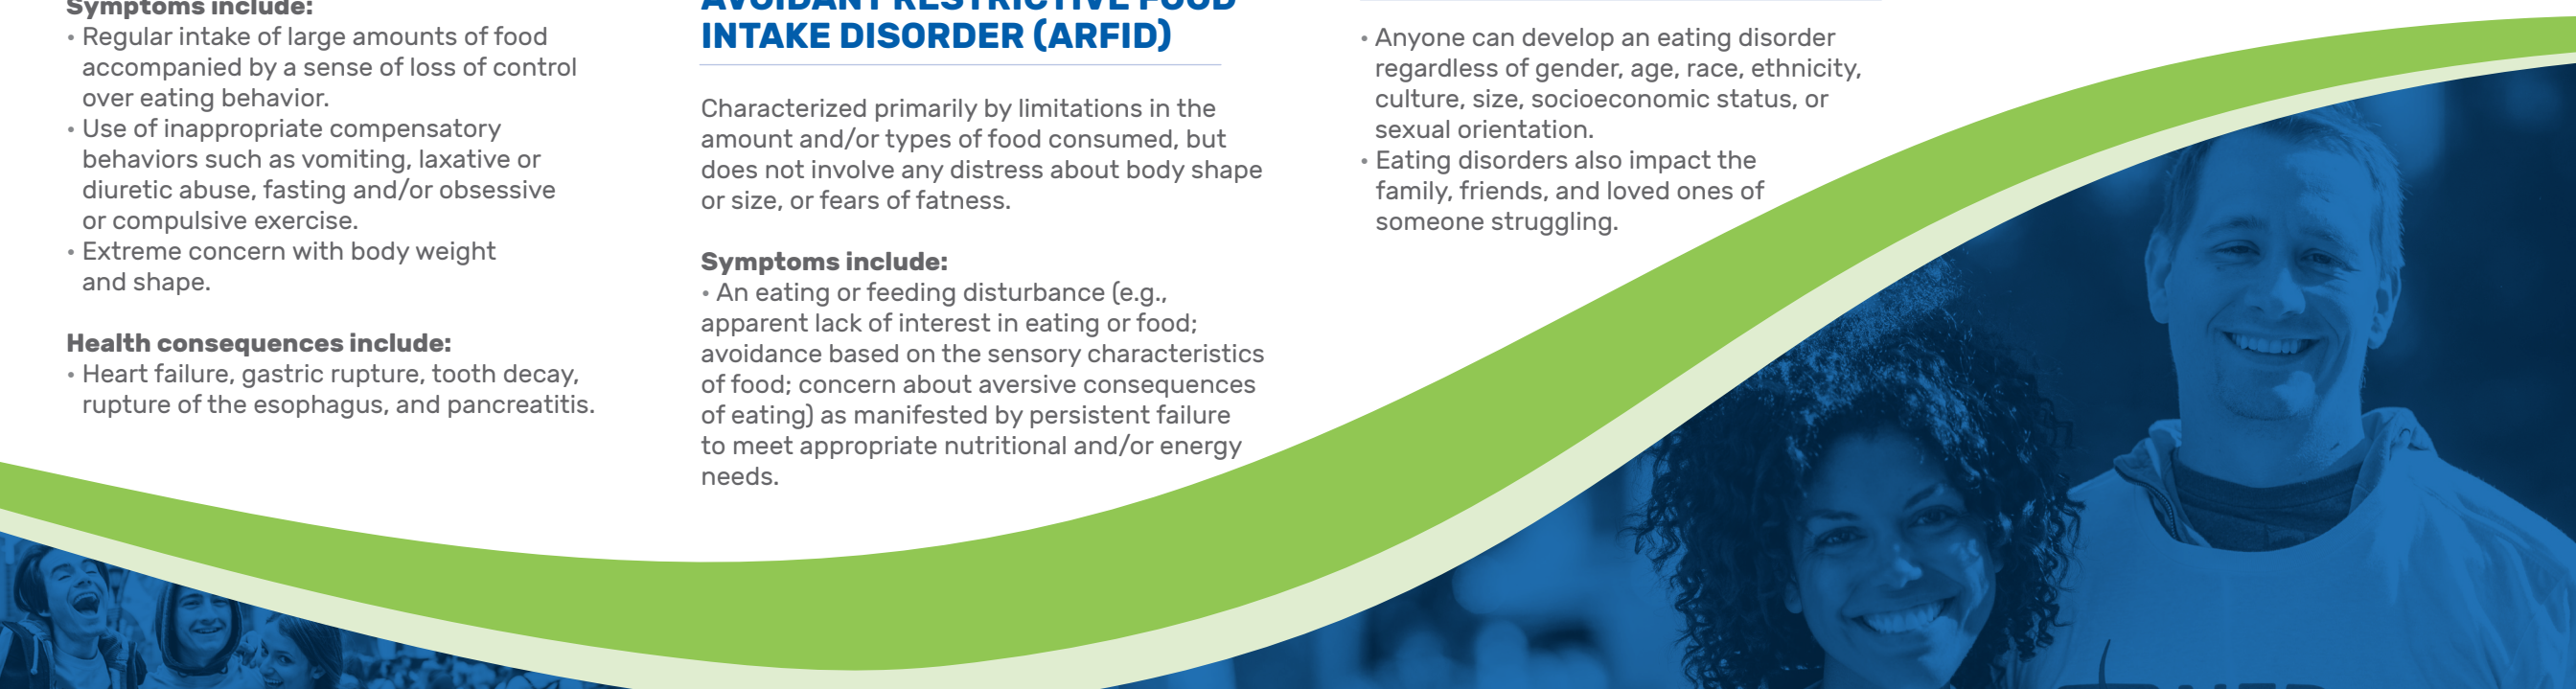 Symptoms include:
• Regular intake of large amounts of food
accompanied by a sense of loss of control
over eating behavior.
• Use of inappropriate compensatory
behaviors such as vomiting, laxative or
diuretic abuse, fasting and/or obsessive
or compulsive exercise.
• Extreme concern with body weight
and shape.
Health consequences include:
• Heart failure, gastric rupture, tooth decay,
rupture of the esophagus, and pancreatitis.
AVOIDANT RESTRICTIVE FOOD
INTAKE DISORDER (ARFID)
Characterized primarily by limitations in the
amount and/or types of food consumed, but
does not involve any distress about body shape
or size, or fears of fatness.
Symptoms include:
• An eating or feeding disturbance (e.g.,
apparent lack of interest in eating or food;
avoidance based on the sensory characteristics
of food; concern about aversive consequences
of eating) as manifested by persistent failure
to meet appropriate nutritional and/or energy
needs.
• Anyone can develop an eating disorder
regardless of gender, age, race, ethnicity,
culture, size, socioeconomic status, or
sexual orientation.
• Eating disorders also impact the
family, friends, and loved ones of
someone struggling.